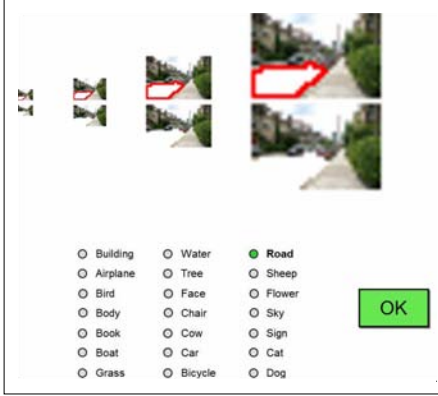 Building Water Road
Airplane Tree Sheep
Bird Face Flower
Body Chair Sky
Book Cow Sign
Boat Car Cat
Grass Bicycle Dog
OK